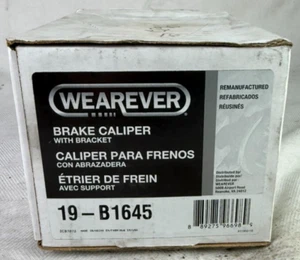 WEAREVER
REMANUFACTURED
REFABRICADOS
RÉUSINÉS
BRAKE CALIPER
WITH BRACKET
CALIPER PARA FRENOS
CON ABRAZADERA
ÉTRIER DE FREIN
AVEC SUPPORT
19-B1645
WEAREVER